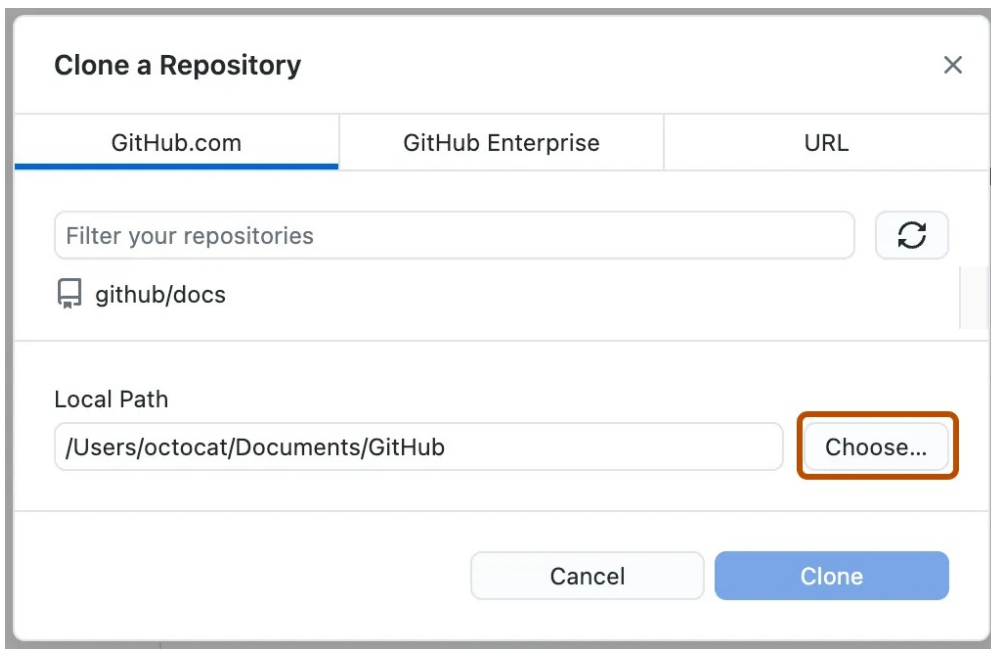 Clone a Repository
GitHub.com GitHub Enterprise URL
Filter your repositories
github/docs
Local Path
/Users/octocat/Documents/GitHub Choose...
Cancel Clone